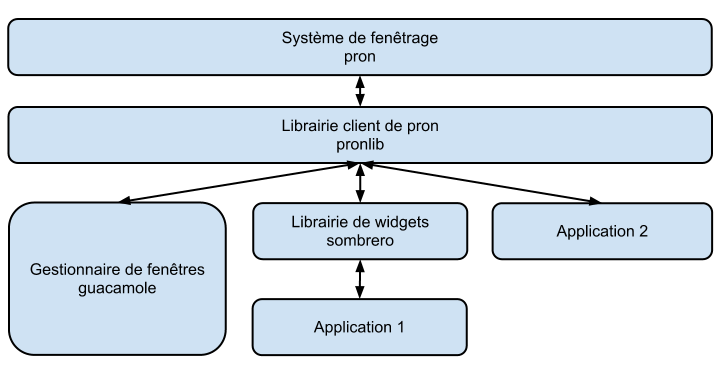 Système de fenêtrage
pron
Librairie client de pron
pronlib
Librairie de widgets
sombrero
Application 2
Gestionnaire de fenêtres
guacamole
Application 1